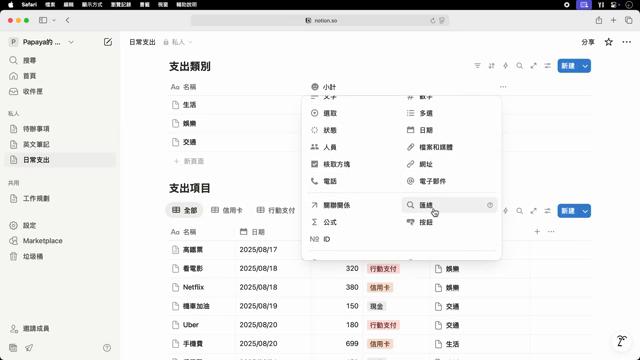 Safari 檔案 編輯 顯示方式 瀏覽記錄 書籤 視窗 輔助說明
notion.so
P Papaya的 ...
日常支出 私人
分享
搜尋
首頁
收件匣
私人
待辦事項
英文筆記
日常支出
共用
工作規劃
設定
Marketplace
垃圾桶
邀請成員
支出類別
新建
Aa 名稱
小計
生活
娛樂
交通
+ 新頁面
文字
數字
選取
多選
狀態
日期
人員
檔案和媒體
核取方塊
網址
電話
電子郵件
關聯關係
匯總
公式
按鈕
ID
支出項目
全部
信用卡
行動支付
新建
Aa 名稱
日期
高鐵票 2025/08/17
看電影 2025/08/18 320 行動支付 娛樂
Netflix 2025/08/18 380 信用卡 娛樂
機車加油 2025/08/19 150 現金 交通
Uber 2025/08/20 180 行動支付 交通
手機費 2025/08/20 699 信用卡 生活